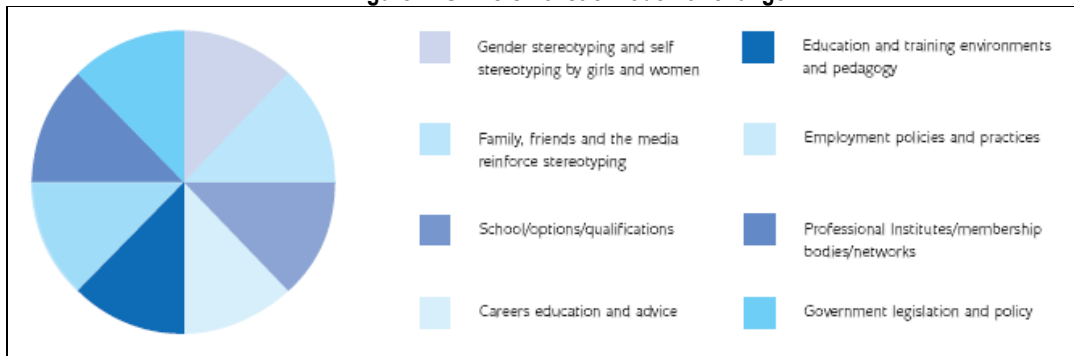 Gender stereotyping and self
stereotyping by girls and women
Family, friends and the media
reinforce stereotyping
School/options/qualifications
Careers education and advice
Education and training environments
and pedagogy
Employment policies and practices
Professional Institutes/membership
bodies/networks
Government legislation and policy